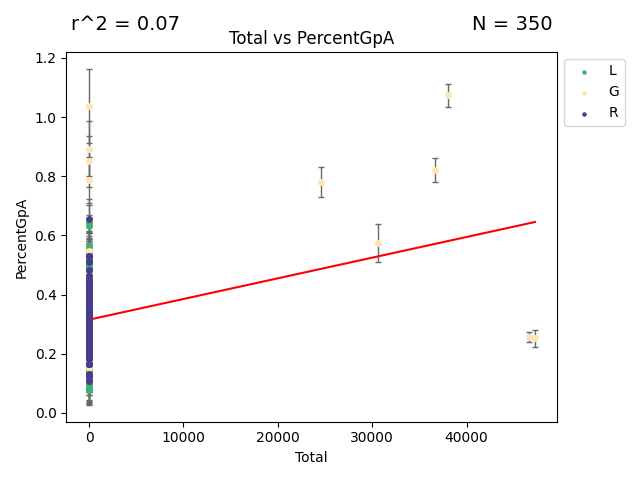 r^2 = 0.07
N = 350
Total vs PercentGpA
1.2
1.0
0.8
0.6
0.4
0.2
0.0
PercentGpA
0
10000
20000
30000
40000
Total
L
G
R